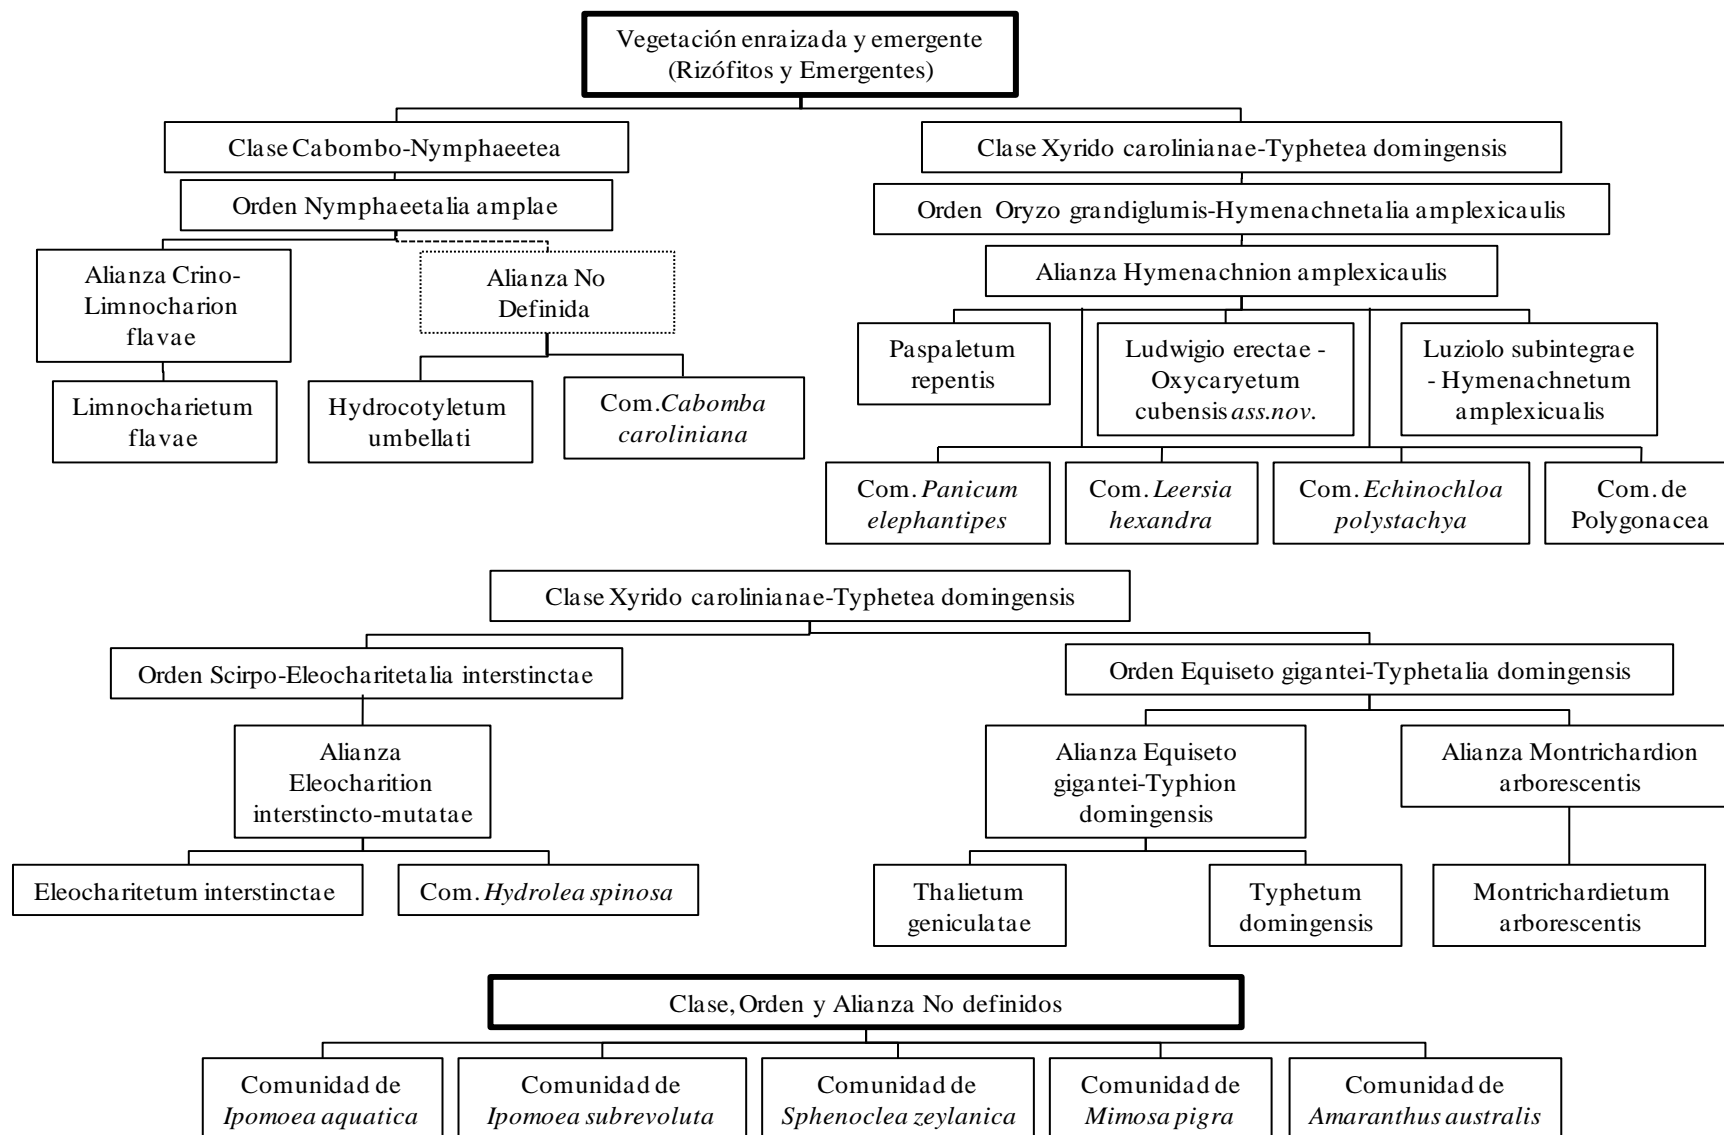 Vegetación enraizada y emergente
(Rizófitos y Emergentes)
Clase Cabombo-Nymphaeetea
Orden Nymphaeetalia amplae
Alianza Crino-
Limnocharion
flavae
Alianza No
Definida
Limnocharietum
flavae
Hydrocotyletum
umbellati
Com. Cabomba
caroliniana
Clase Xyrido carolinianae-Typhetea domingensis
Orden Oryzo grandiglumis-Hymenachnetalia amplexicaulis
Alianza Hymenachnion amplexicaulis
Paspaletum
repentis
Ludwigio erectae -
Oxycaryetum
cubensis ass.nov.
Luziolo subintegrae
- Hymenachnetum
amplexicualis
Com. Panicum
elephantipes
Com. Leersia
hexandra
Com. Echinochloa
polystachya
Com. de
Polygonacea
Clase Xyrido carolinianae-Typhetea domingensis
Orden Scirpo-Eleocharitetalia interstinctae
Alianza
Eleocharition
interstincto-mutatae
Eleocharitetum interstinctae
Com. Hydrolea spinosa
Orden Equiseto gigantei-Typhetalia domingensis
Alianza Equiseto
gigantei-Typhion
domingensis
Alianza Montrichardion
arborescentis
Thalietum
geniculatae
Typhetum
domingensis
Montrichardietum
arborescentis
Clase, Orden y Alianza No definidos
Comunidad de
Ipomoea aquatica
Comunidad de
Ipomoea subrevoluta
Comunidad de
Sphenoclea zeylanica
Comunidad de
Mimosa pigra
Comunidad de
Amaranthus australis